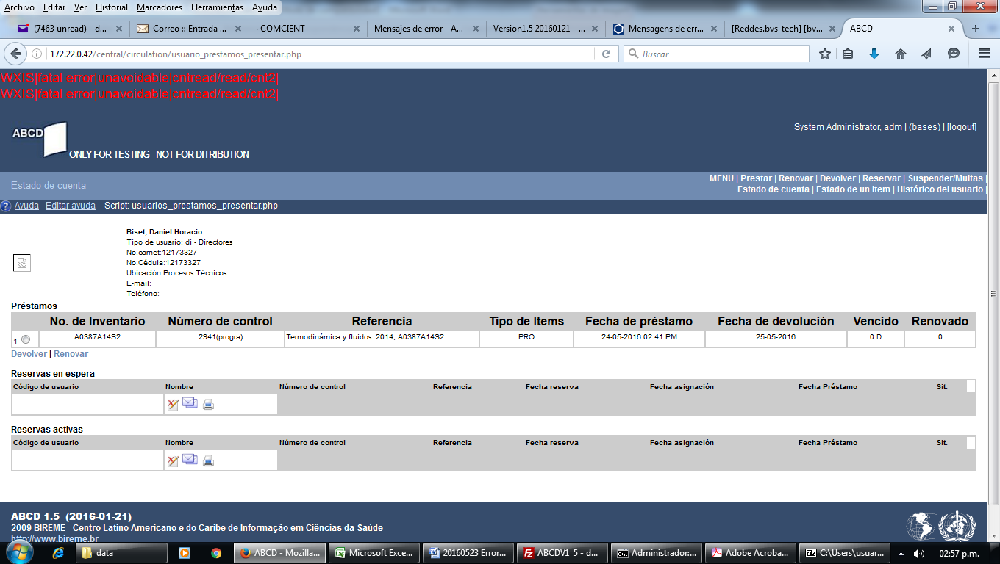 Archivo Editar Ver Historial Marcadores Herramientas Ayuda
(7463 unread) - d... Correo :: Entrada ... · COMCIENT Mensajes de error - A... Version1.5 20160121 - ... Mensagens de err... [Reddes.bvs-tech] [bv... ABCD
172.22.0.42/central/circulation/usuario_prestamos_presentar.php Buscar
WXIS|fatal error|unavoidable|cntread/read/cnt2|
WXIS|fatal error|unavoidable|cntread/read/cnt2|
System Administrator, adm | (bases) | [logout]
ABCD
ONLY FOR TESTING - NOT FOR DITRIBUTION
Estado de cuenta
MENU | Prestar | Renovar | Devolver | Reservar | Suspender/Multas |
Estado de cuenta | Estado de un item | Histórico del usuario |
? Ayuda Editar ayuda Script: usuarios_prestamos_presentar.php
Biset, Daniel Horacio
Tipo de usuario: di - Directores
No.carnet:12173327
No.Cédula:12173327
Ubicación:Procesos Técnicos
E-mail:
Teléfono:
Préstamos
No. de Inventario Número de control Referencia Tipo de Items Fecha de préstamo Fecha de devolución Vencido Renovado
1 A0387A14S2 2941(progra) Termodinámica y fluidos. 2014, A0387A14S2. PRO 24-05-2016 02:41 PM 25-05-2016 0 D 0
Devolver | Renovar
Reservas en espera
Código de usuario Nombre Número de control Referencia Fecha reserva Fecha asignación Fecha Préstamo Sit.
Reservas activas
Código de usuario Nombre Número de control Referencia Fecha reserva Fecha asignación Fecha Préstamo Sit.
ABCD 1.5 (2016-01-21)
2009 BIREME - Centro Latino Americano e do Caribe de Informação em Ciências da Saúde
http://www.bireme.br
data ABCD - Mozilla... Microsoft Exce... 20160523 Error... ABCDV1_5 - d... Administrador:... Adobe Acroba... C:\Users\usuar... 02:57 p.m.